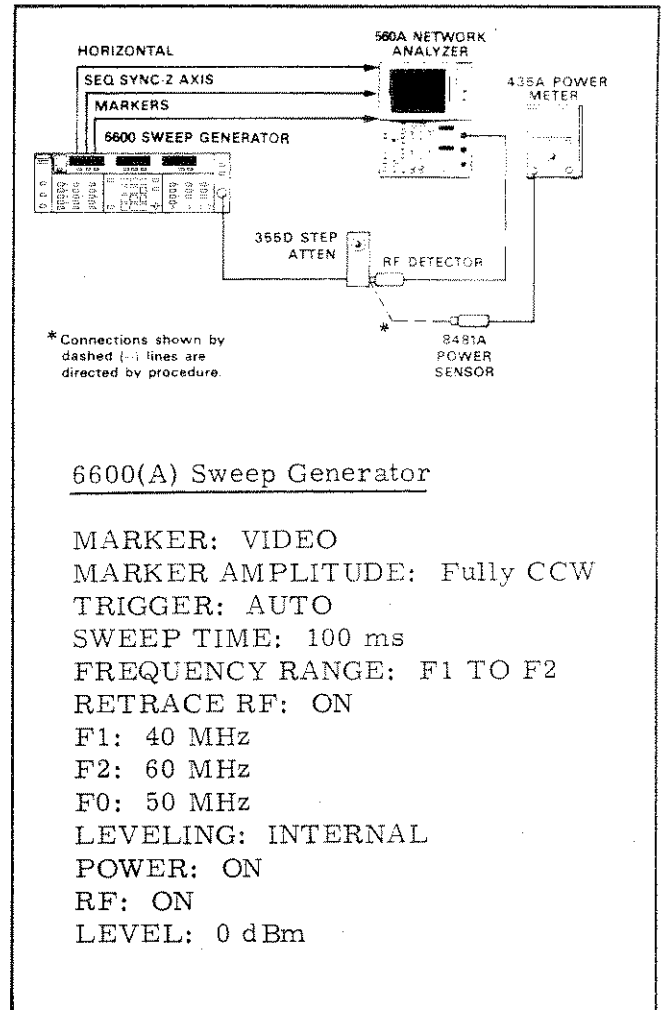 560A NETWORK
ANALYZER
HORIZONTAL
SEQ SYNC-Z AXIS
MARKERS
6600 SWEEP GENERATOR
435A POWER
METER
355D STEP
ATTEN
RF DETECTOR
*
8481A
POWER
SENSOR
* Connections shown by
dashed (--) lines are
directed by procedure.
6600(A) Sweep Generator
MARKER: VIDEO
MARKER AMPLITUDE: Fully CCW
TRIGGER: AUTO
SWEEP TIME: 100 ms
FREQUENCY RANGE: F1 TO F2
RETRACE RF: ON
F1: 40 MHz
F2: 60 MHz
F0: 50 MHz
LEVELING: INTERNAL
POWER: ON
RF: ON
LEVEL: 0 dBm